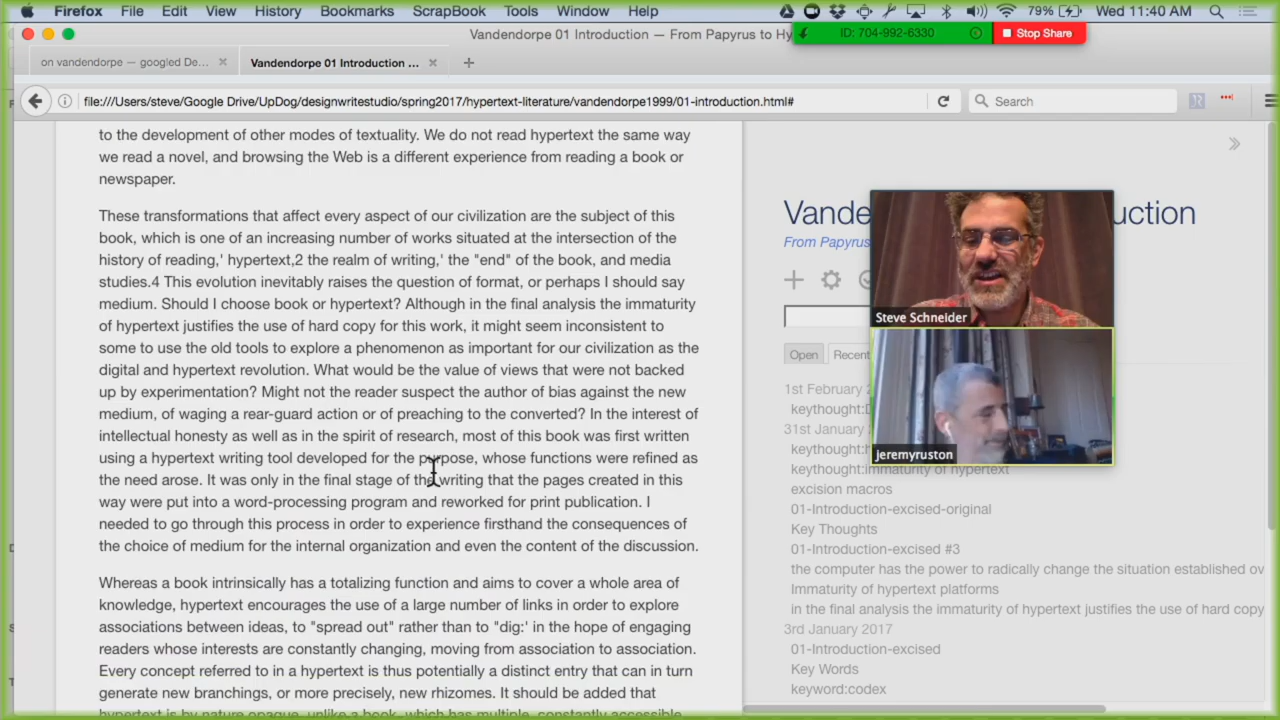 Firefox File Edit View History Bookmarks ScrapBook Tools Window Help 79% Wed 11:40 AM
Vandendorpe 01 Introduction — From Papyrus to Hy
ID: 704-992-6330 Stop Share
on vandendorpe — googled De... Vandendorpe 01 Introduction ...
file:///Users/steve/Google Drive/UpDog/designwritestudio/spring2017/hypertext-literature/vandendorpe1999/01-introduction.html# Search
to the development of other modes of textuality. We do not read hypertext the same way
we read a novel, and browsing the Web is a different experience from reading a book or
newspaper.
These transformations that affect every aspect of our civilization are the subject of this
book, which is one of an increasing number of works situated at the intersection of the
history of reading,' hypertext,2 the realm of writing,' the "end" of the book, and media
studies.4 This evolution inevitably raises the question of format, or perhaps I should say
medium. Should I choose book or hypertext? Although in the final analysis the immaturity
of hypertext justifies the use of hard copy for this work, it might seem inconsistent to
some to use the old tools to explore a phenomenon as important for our civilization as the
digital and hypertext revolution. What would be the value of views that were not backed
up by experimentation? Might not the reader suspect the author of bias against the new
medium, of waging a rear-guard action or of preaching to the converted? In the interest of
intellectual honesty as well as in the spirit of research, most of this book was first written
using a hypertext writing tool developed for the purpose, whose functions were refined as
the need arose. It was only in the final stage of the writing that the pages created in this
way were put into a word-processing program and reworked for print publication. I
needed to go through this process in order to experience firsthand the consequences of
the choice of medium for the internal organization and even the content of the discussion.
Whereas a book intrinsically has a totalizing function and aims to cover a whole area of
knowledge, hypertext encourages the use of a large number of links in order to explore
associations between ideas, to "spread out" rather than to "dig:' in the hope of engaging
readers whose interests are constantly changing, moving from association to association.
Every concept referred to in a hypertext is thus potentially a distinct entry that can in turn
generate new branchings, or more precisely, new rhizomes. It should be added that
hypertext is by nature opaque, unlike a book, which has multiple, constantly accessible
Vande uction
From Papyrus
Steve Schneider
jeremyruston
Open Recent
1st February 2
keythought:
31st January
keythought:
keythought:immaturity of hypertext
excision macros
01-Introduction-excised-original
Key Thoughts
01-Introduction-excised #3
the computer has the power to radically change the situation established ov
Immaturity of hypertext platforms
in the final analysis the immaturity of hypertext justifies the use of hard copy
3rd January 2017
01-Introduction-excised
Key Words
keyword:codex